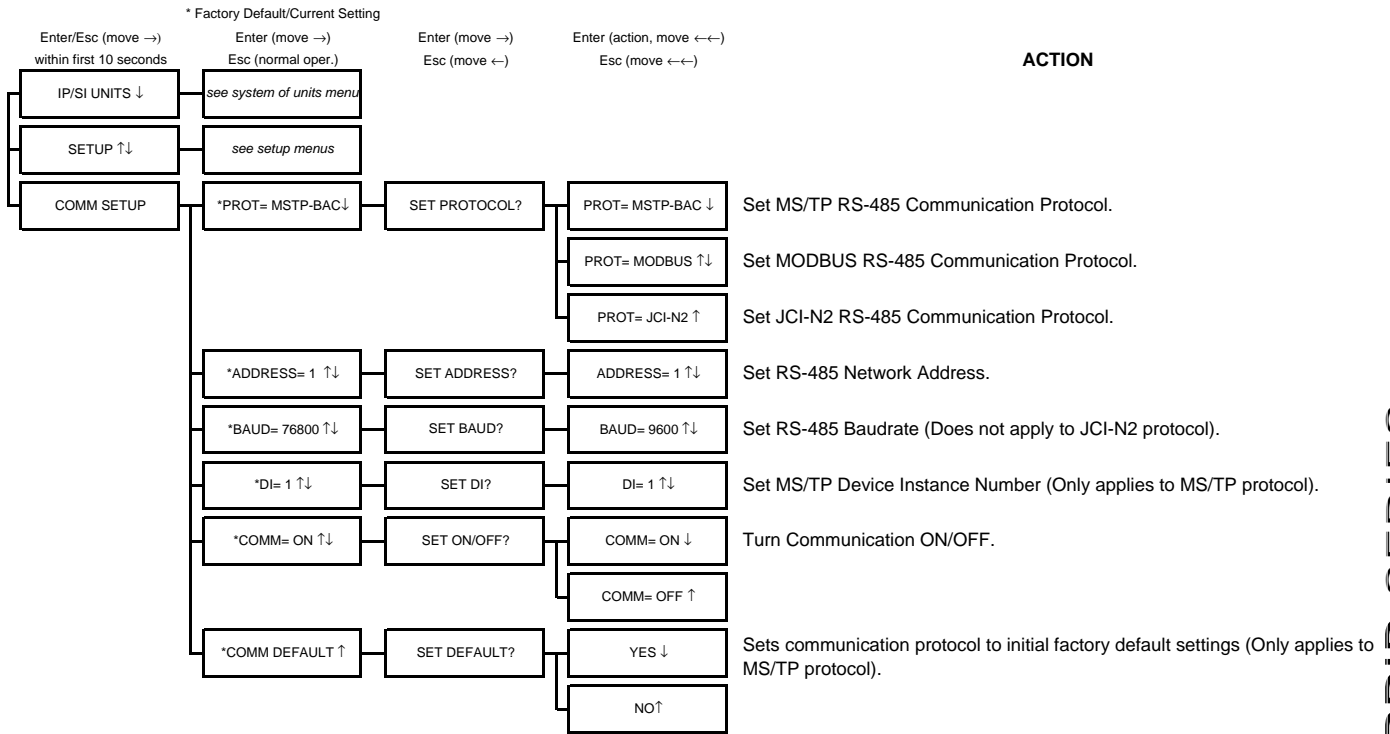 * Factory Default/Current Setting
Enter/Esc (move →)
within first 10 seconds
Enter (move →)
Esc (normal oper.)
Enter (move →)
Esc (move ←)
Enter (action, move ←←)
Esc (move ←←)
ACTION
IP/SI UNITS ↓
see system of units menu
SETUP ↑↓
see setup menus
COMM SETUP
*PROT= MSTP-BAC↓
SET PROTOCOL?
PROT= MSTP-BAC ↓
Set MS/TP RS-485 Communication Protocol.
PROT= MODBUS ↑↓
Set MODBUS RS-485 Communication Protocol.
PROT= JCI-N2 ↑
Set JCI-N2 RS-485 Communication Protocol.
*ADDRESS= 1 ↑↓
SET ADDRESS?
ADDRESS= 1 ↑↓
Set RS-485 Network Address.
*BAUD= 76800 ↑↓
SET BAUD?
BAUD= 9600 ↑↓
Set RS-485 Baudrate (Does not apply to JCI-N2 protocol).
*DI= 1 ↑↓
SET DI?
DI= 1 ↑↓
Set MS/TP Device Instance Number (Only applies to MS/TP protocol).
*COMM= ON ↑↓
SET ON/OFF?
COMM= ON ↓
Turn Communication ON/OFF.
COMM= OFF ↑
*COMM DEFAULT ↑
SET DEFAULT?
YES ↓
Sets communication protocol to initial factory default settings (Only applies to
MS/TP protocol).
NO↑